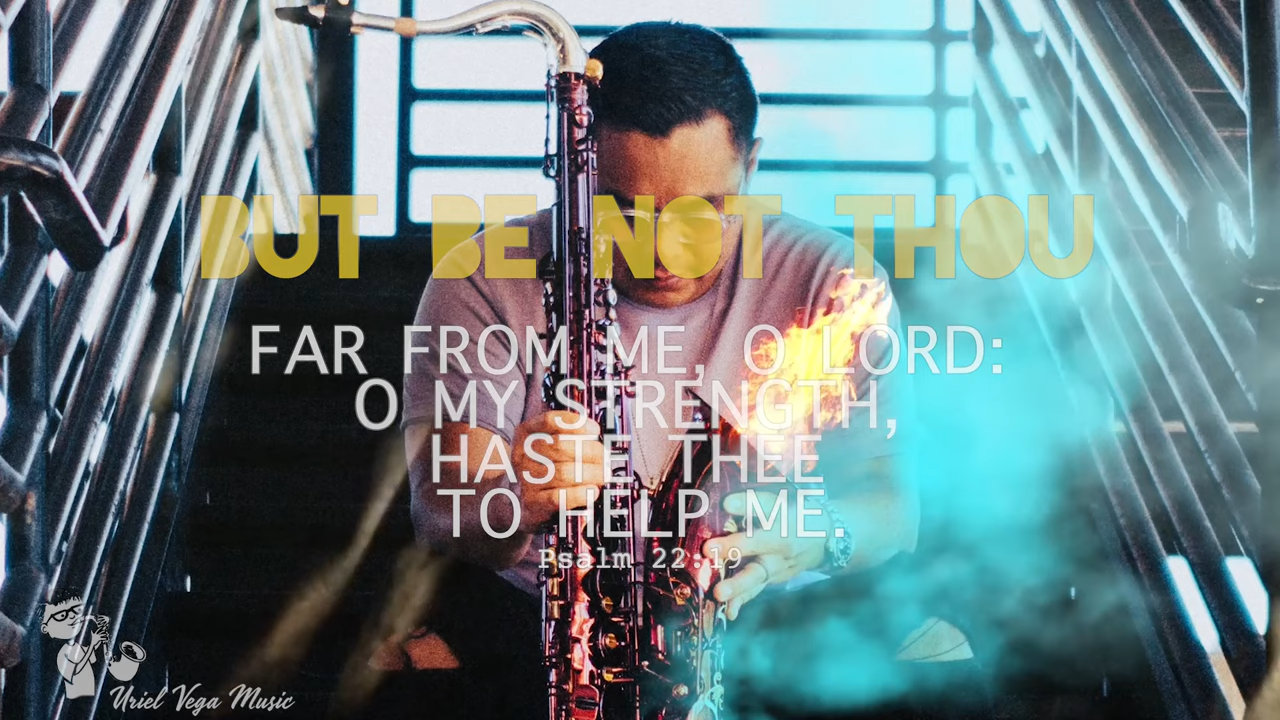 BUT BE NOT THOU
FAR FROM ME, O LORD:
O MY STRENGTH,
HASTE THEE
TO HELP ME.
Psalm 22:19
Uriel Vega Music